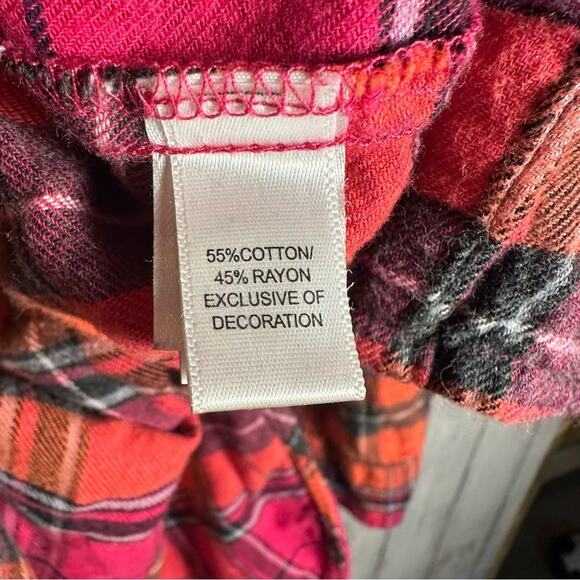 55%COTTON/
45% RAYON
EXCLUSIVE OF
DECORATION